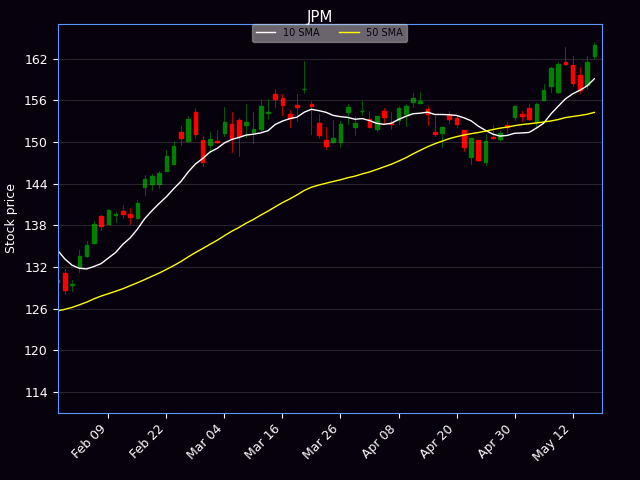 JPM
10 SMA
50 SMA
Stock price
162
156
150
144
138
132
126
120
114
Feb 09
Feb 22
Mar 04
Mar 16
Mar 26
Apr 08
Apr 20
Apr 30
May 12